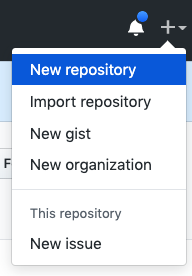 New repository
Import repository
New gist
New organization
F
This repository
New issue